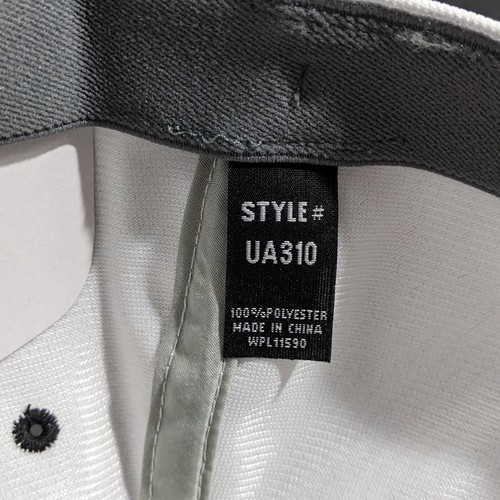 STYLE#
UA310
100%POLYESTER
MADE IN CHINA
WPL11590